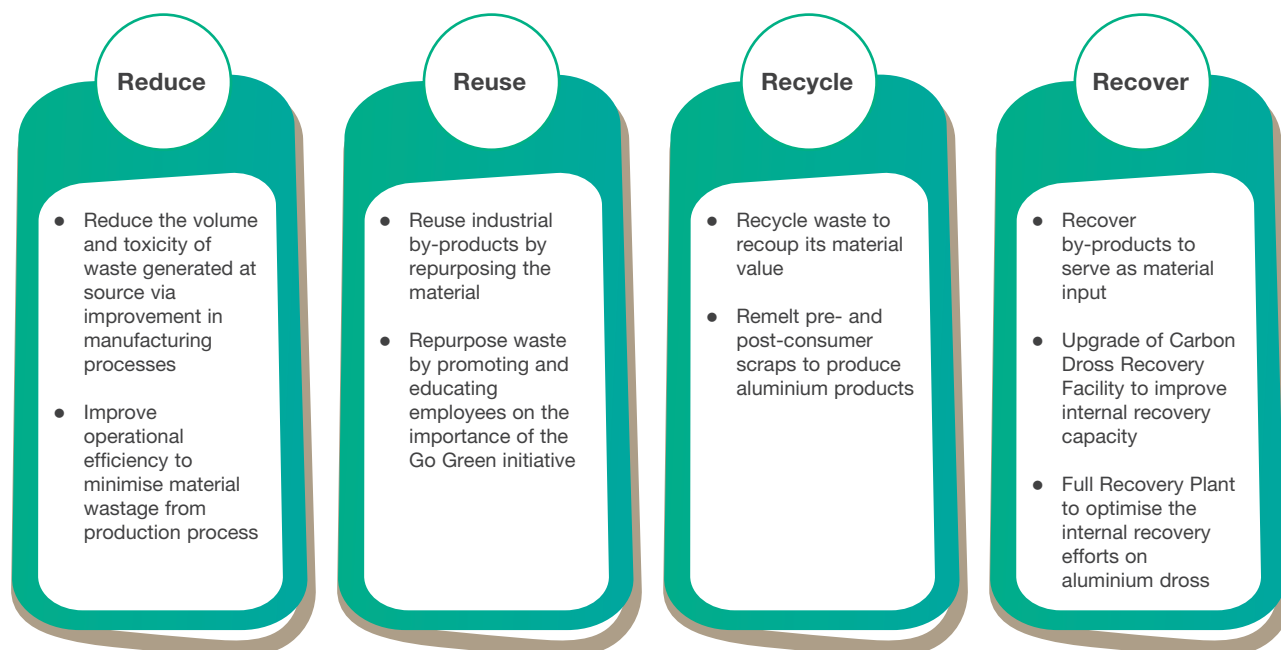 Reduce
● Reduce the volume
and toxicity of
waste generated at
source via
improvement in
manufacturing
processes
● Improve
operational
efficiency to
minimise material
wastage from
production process
Reuse
● Reuse industrial
by-products by
repurposing the
material
● Repurpose waste
by promoting and
educating
employees on the
importance of the
Go Green initiative
Recycle
● Recycle waste to
recoup its material
value
● Remelt pre- and
post-consumer
scraps to produce
aluminium products
Recover
● Recover
by-products to
serve as material
input
● Upgrade of Carbon
Dross Recovery
Facility to improve
internal recovery
capacity
● Full Recovery Plant
to optimise the
internal recovery
efforts on
aluminium dross